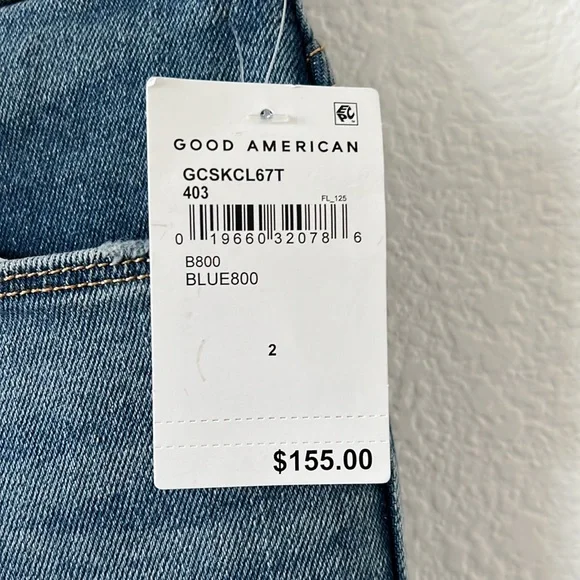 GOOD AMERICAN
GCSKCL67T
403
FL_125
0 19660 32078 6
B800
BLUE800
2
$155.00